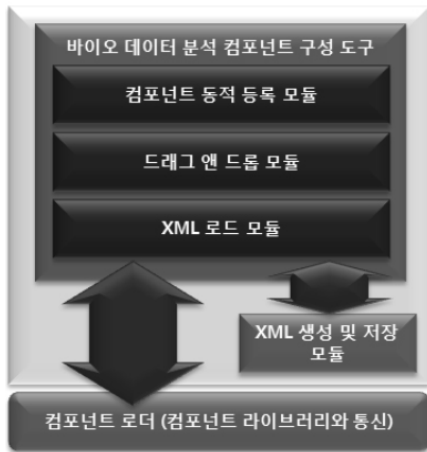 바이오 데이터 분석 컴포넌트 구성 도구
컴포넌트 동적 등록 모듈
드래그 앤 드롭 모듈
XML 로드 모듈
XML 생성 및 저장
모듈
컴포넌트 로더 (컴포넌트 라이브러리와 통신)